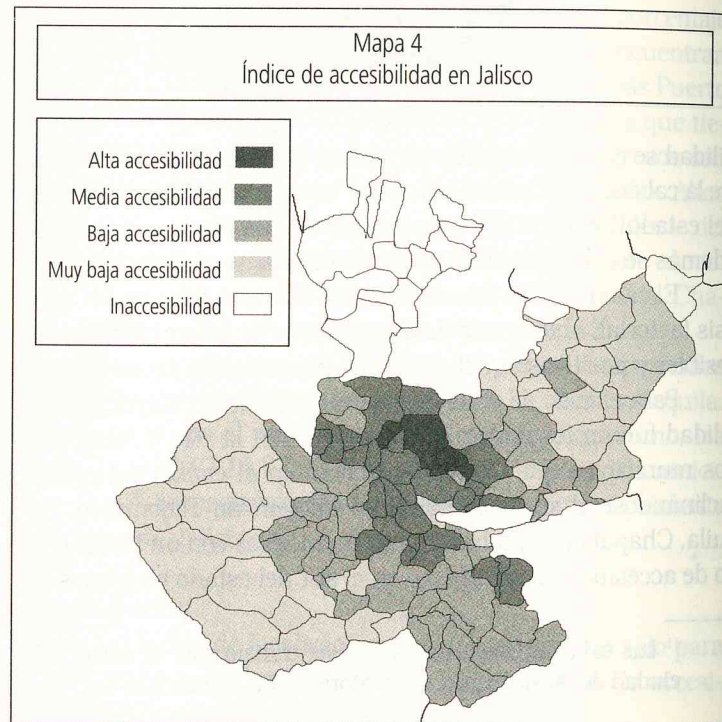 Mapa 4
Índice de accesibilidad en Jalisco
Alta accesibilidad
Media accesibilidad
Baja accesibilidad
Muy baja accesibilidad
Inaccesibilidad